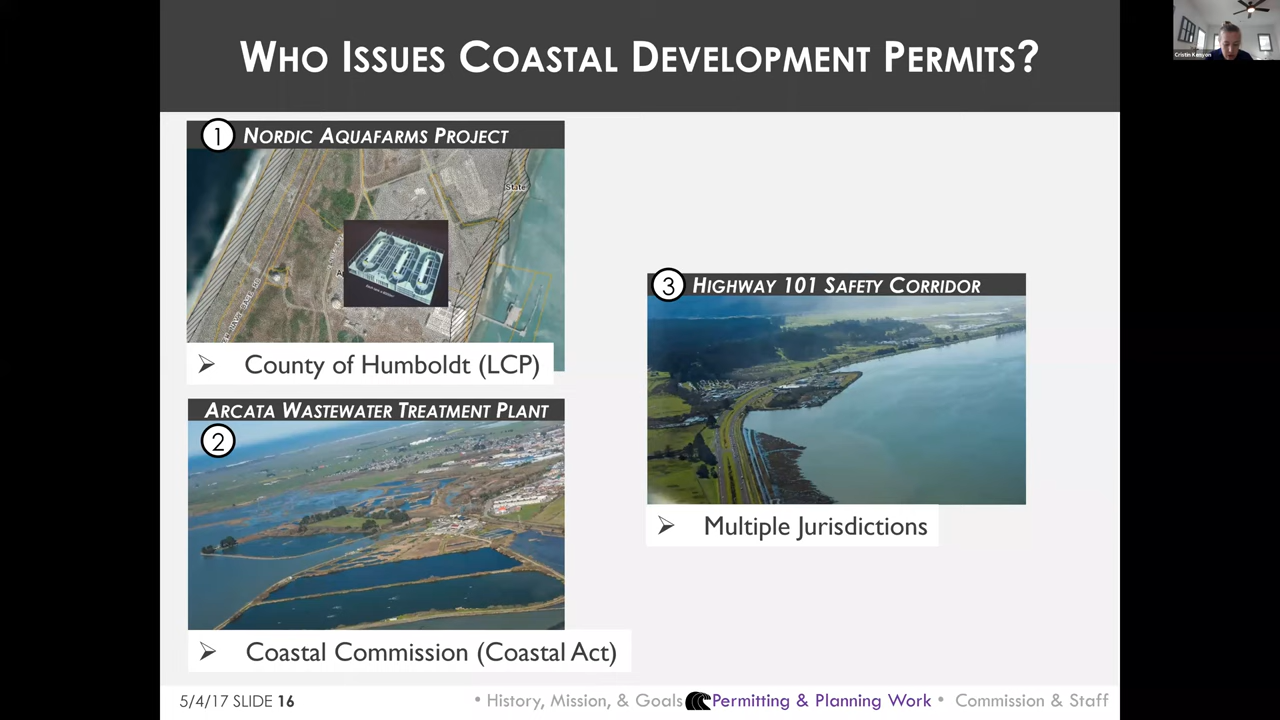 WHO ISSUES COASTAL DEVELOPMENT PERMITS?
1 NORDIC AQUAFARMS PROJECT
State
➢ County of Humboldt (LCP)
ARCATA WASTEWATER TREATMENT PLANT
2
➢ Coastal Commission (Coastal Act)
3 HIGHWAY 101 SAFETY CORRIDOR
➢ Multiple Jurisdictions
5/4/17 SLIDE 16
• History, Mission, & Goals Permitting & Planning Work • Commission & Staff
Cristin Kenyon